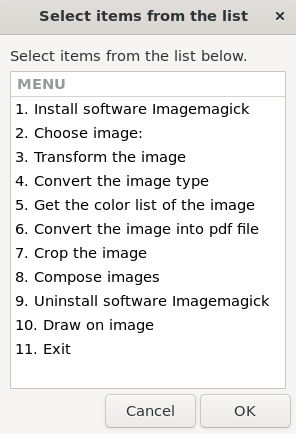 Select items from the list
×
Select items from the list below.
MENU
1. Install software Imagemagick
2. Choose image:
3. Transform the image
4. Convert the image type
5. Get the color list of the image
6. Convert the image into pdf file
7. Crop the image
8. Compose images
9. Uninstall software Imagemagick
10. Draw on image
11. Exit
Cancel
OK